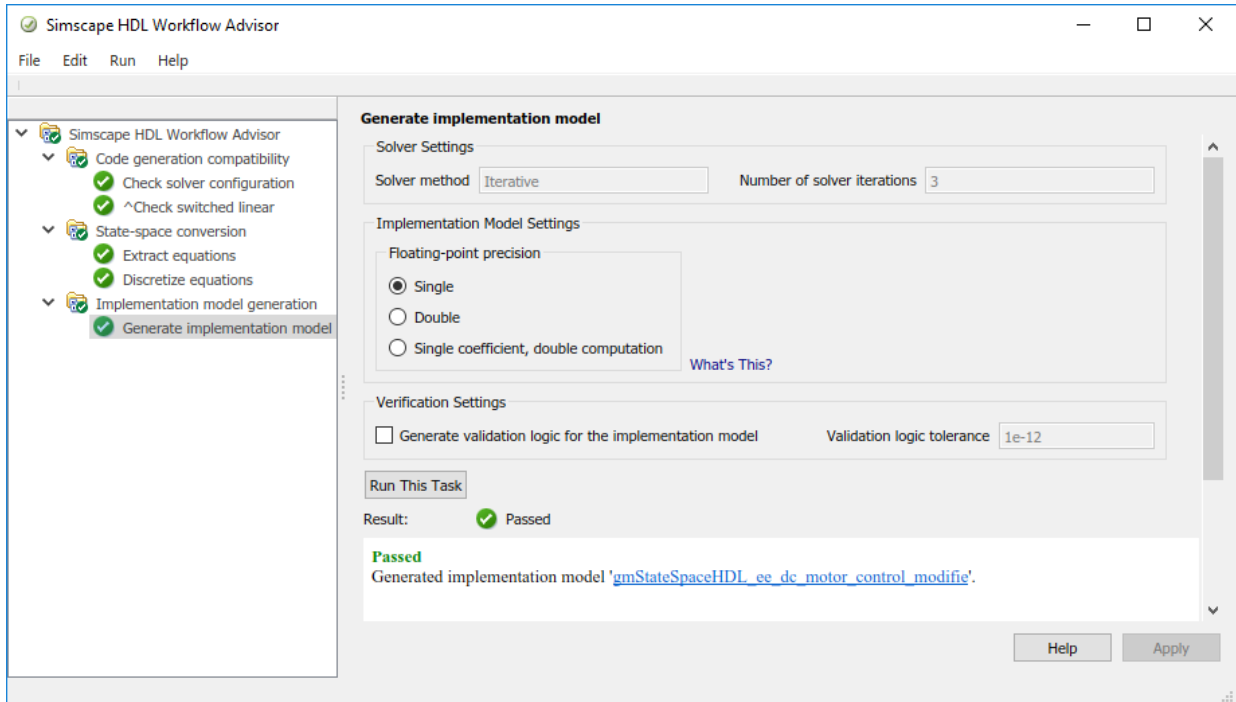 Simscape HDL Workflow Advisor
File Edit Run Help
Simscape HDL Workflow Advisor
Code generation compatibility
Check solver configuration
^Check switched linear
State-space conversion
Extract equations
Discretize equations
Implementation model generation
Generate implementation model
Generate implementation model
Solver Settings
Solver method Iterative Number of solver iterations 3
Implementation Model Settings
Floating-point precision
Single
Double
Single coefficient, double computation
What's This?
Verification Settings
Generate validation logic for the implementation model Validation logic tolerance 1e-12
Run This Task
Result: Passed
Passed
Generated implementation model 'gmStateSpaceHDL_ee_dc_motor_control_modifie'.
Help Apply